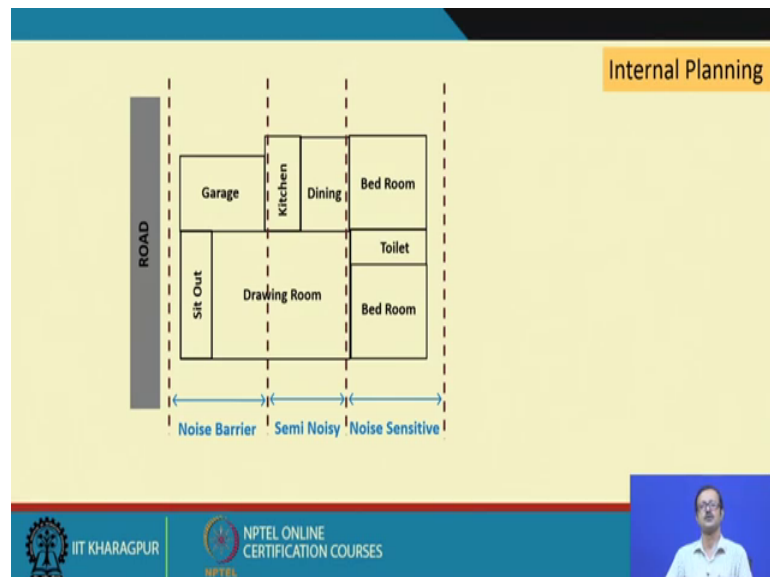 Internal Planning
ROAD
Garage
Kitchen
Dining
Bed Room
Toilet
Sit Out
Drawing Room
Bed Room
Noise Barrier
Semi Noisy
Noise Sensitive
IIT KHARAGPUR
NPTEL
NPTEL ONLINE
CERTIFICATION COURSES